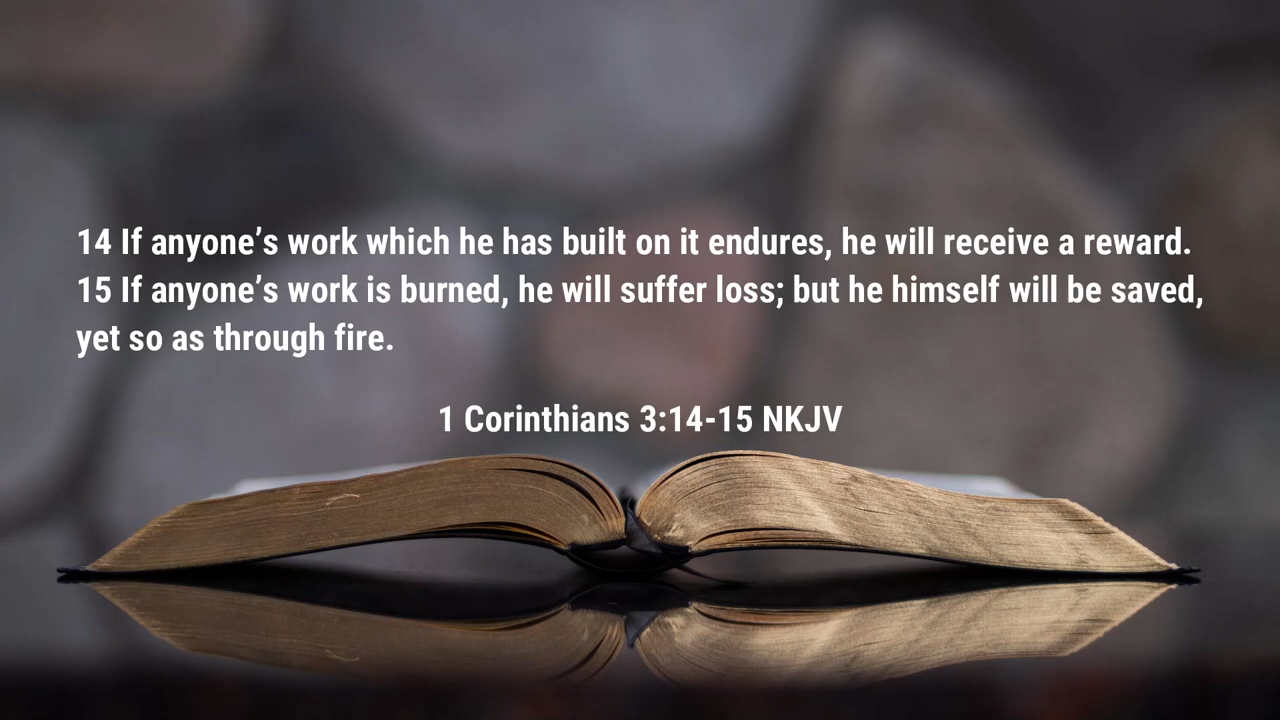 14 If anyone’s work which he has built on it endures, he will receive a reward.
15 If anyone’s work is burned, he will suffer loss; but he himself will be saved,
yet so as through fire.
1 Corinthians 3:14-15 NKJV